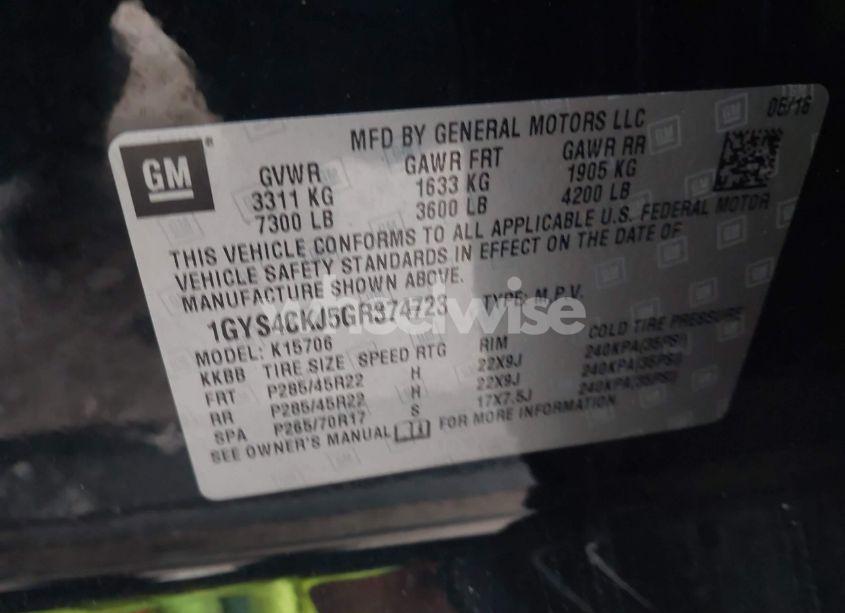 GM
®
MFD BY GENERAL MOTORS LLC
06/16
GVWR GAWR FRT GAWR RR
3311 KG 1633 KG 1905 KG
7300 LB 3600 LB 4200 LB
THIS VEHICLE CONFORMS TO ALL APPLICABLE U.S. FEDERAL MOTOR
VEHICLE SAFETY STANDARDS IN EFFECT ON THE DATE OF
MANUFACTURE SHOWN ABOVE.
1GYS4CKJ5GR374723 TYPE: M.P.V.
MODEL: K15706
KKBB TIRE SIZE SPEED RTG RIM COLD TIRE PRESSURE
FRT P285/45R22 H 22X9J 240KPA(35PSI)
RR P285/45R22 H 22X9J 240KPA(35PSI)
SPA P265/70R17 S 17X7.5J 240KPA(35PSI)
SEE OWNER'S MANUAL FOR MORE INFORMATION